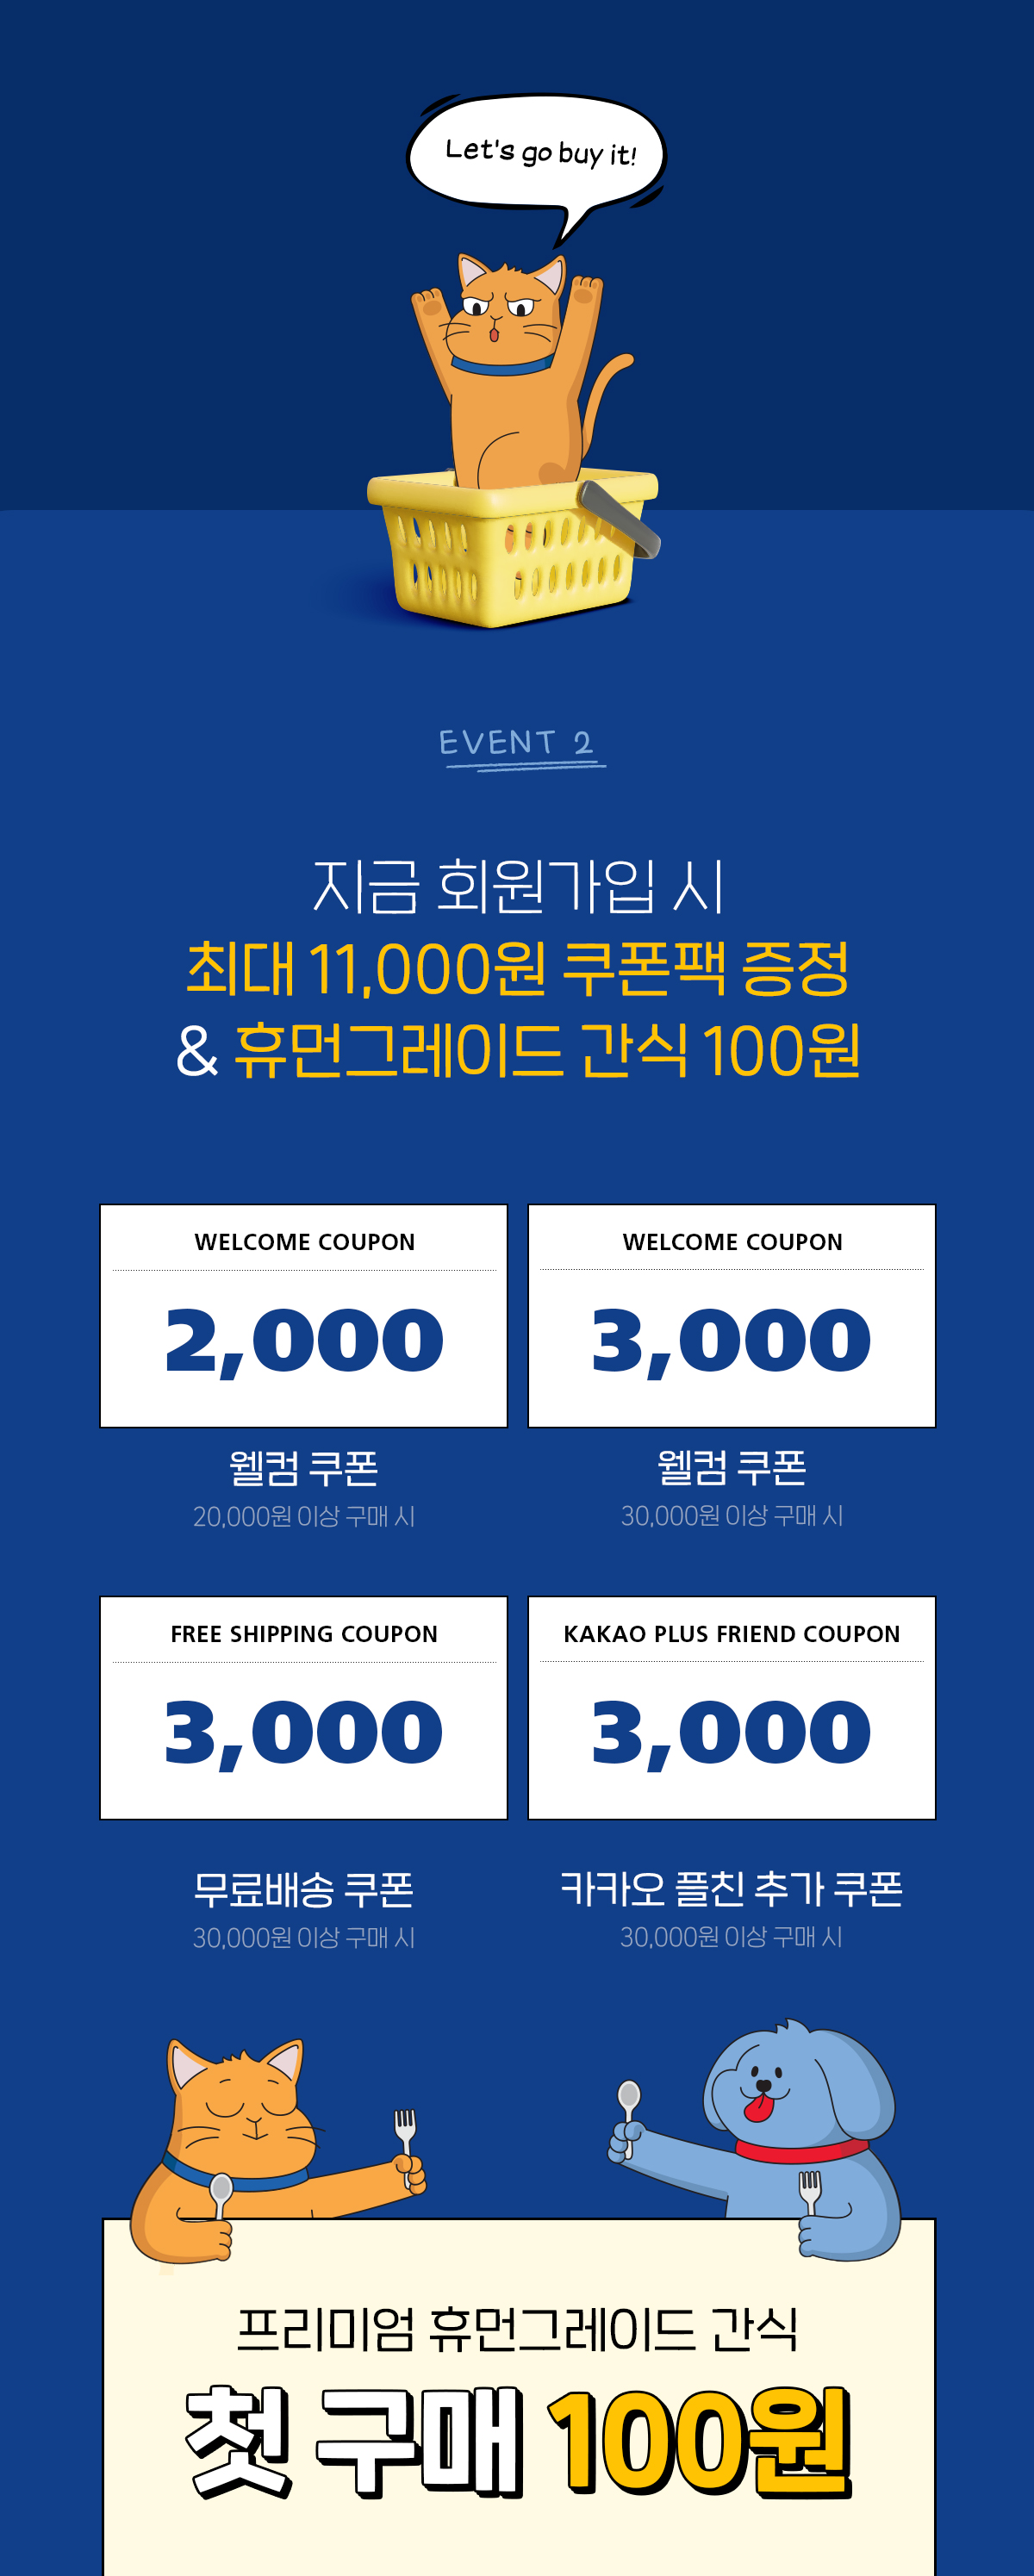 Let's go buy it!
EVENT 2
지금 회원가입 시
최대 11,000원 쿠폰팩 증정
& 휴먼그레이드 간식 100원
WELCOME COUPON
2,000
웰컴 쿠폰
20,000원 이상 구매 시
WELCOME COUPON
3,000
웰컴 쿠폰
30,000원 이상 구매 시
FREE SHIPPING COUPON
3,000
무료배송 쿠폰
30,000원 이상 구매 시
KAKAO PLUS FRIEND COUPON
3,000
카카오 플친 추가 쿠폰
30,000원 이상 구매 시
프리미엄 휴먼그레이드 간식
첫 구매 100원